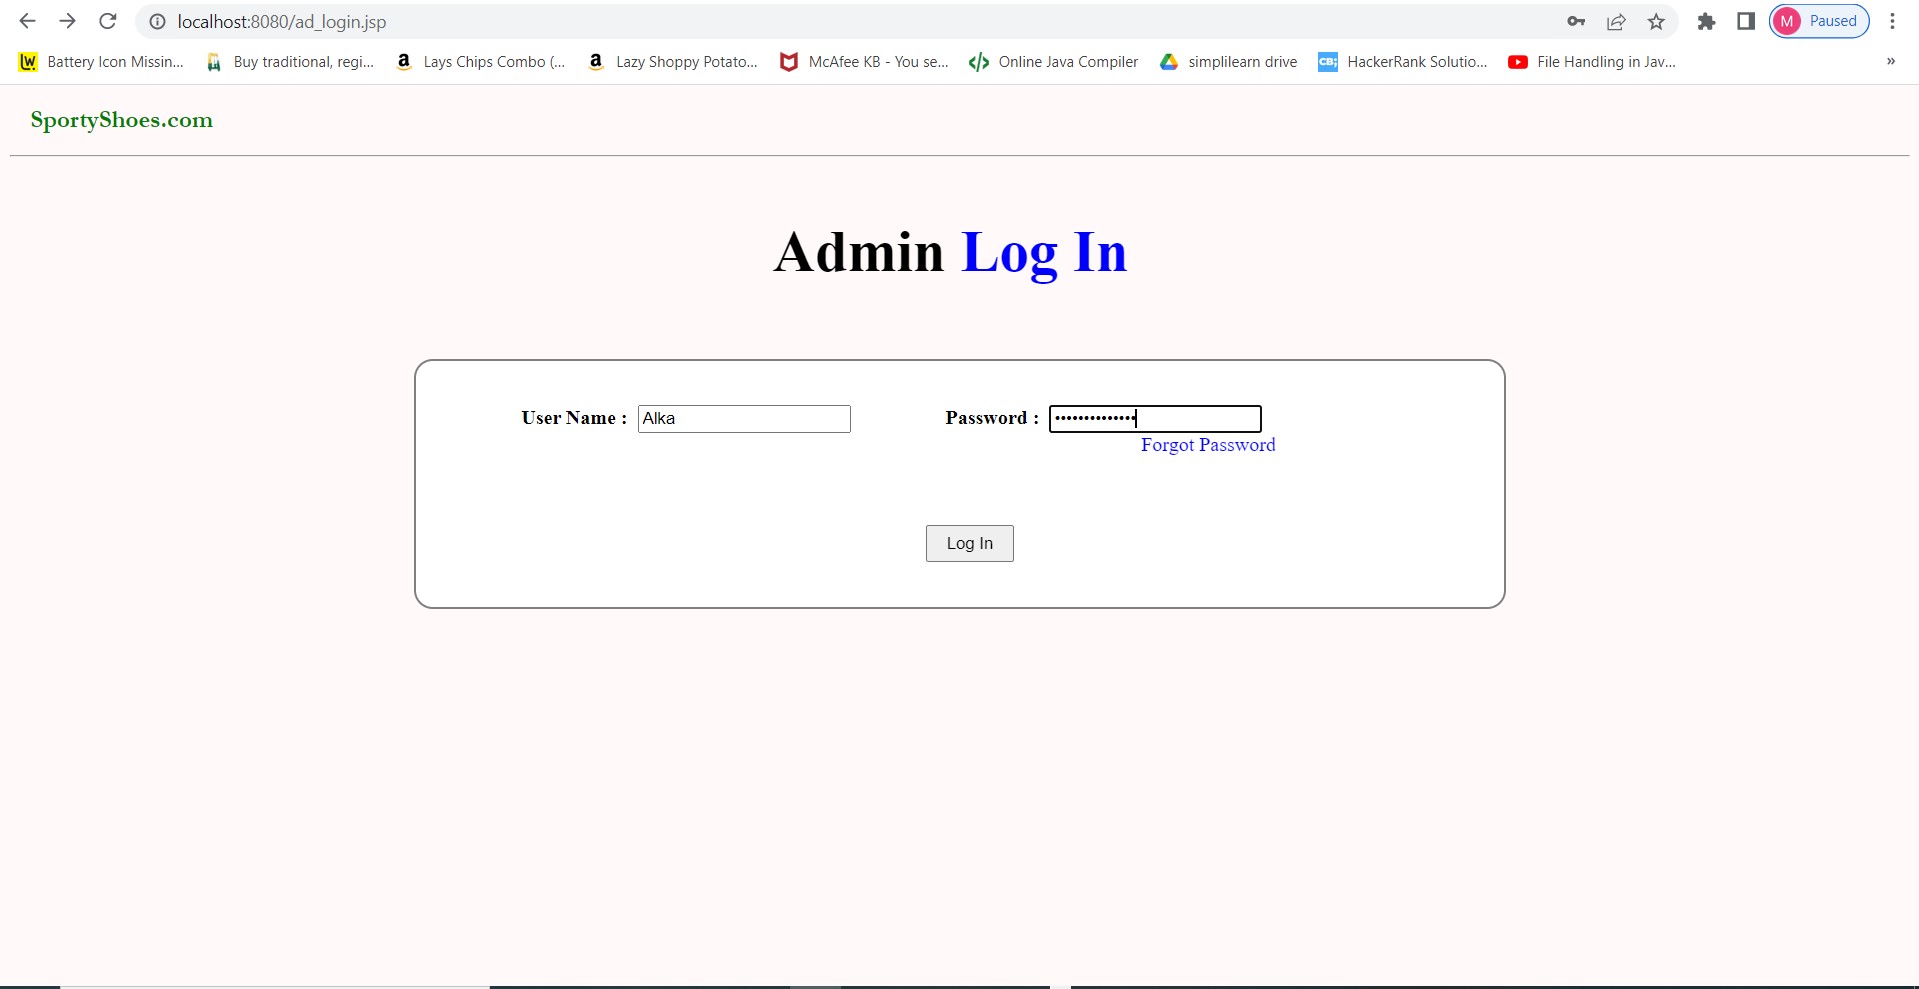 localhost:8080/ad_login.jsp
M Paused
Battery Icon Missin... Buy traditional, regi... Lays Chips Combo (... Lazy Shoppy Potato... McAfee KB - You se... Online Java Compiler simplilearn drive CB; HackerRank Solutio... File Handling in Jav... »
SportyShoes.com
Admin Log In
User Name : Alka Password : ••••••••••••••
Forgot Password
Log In